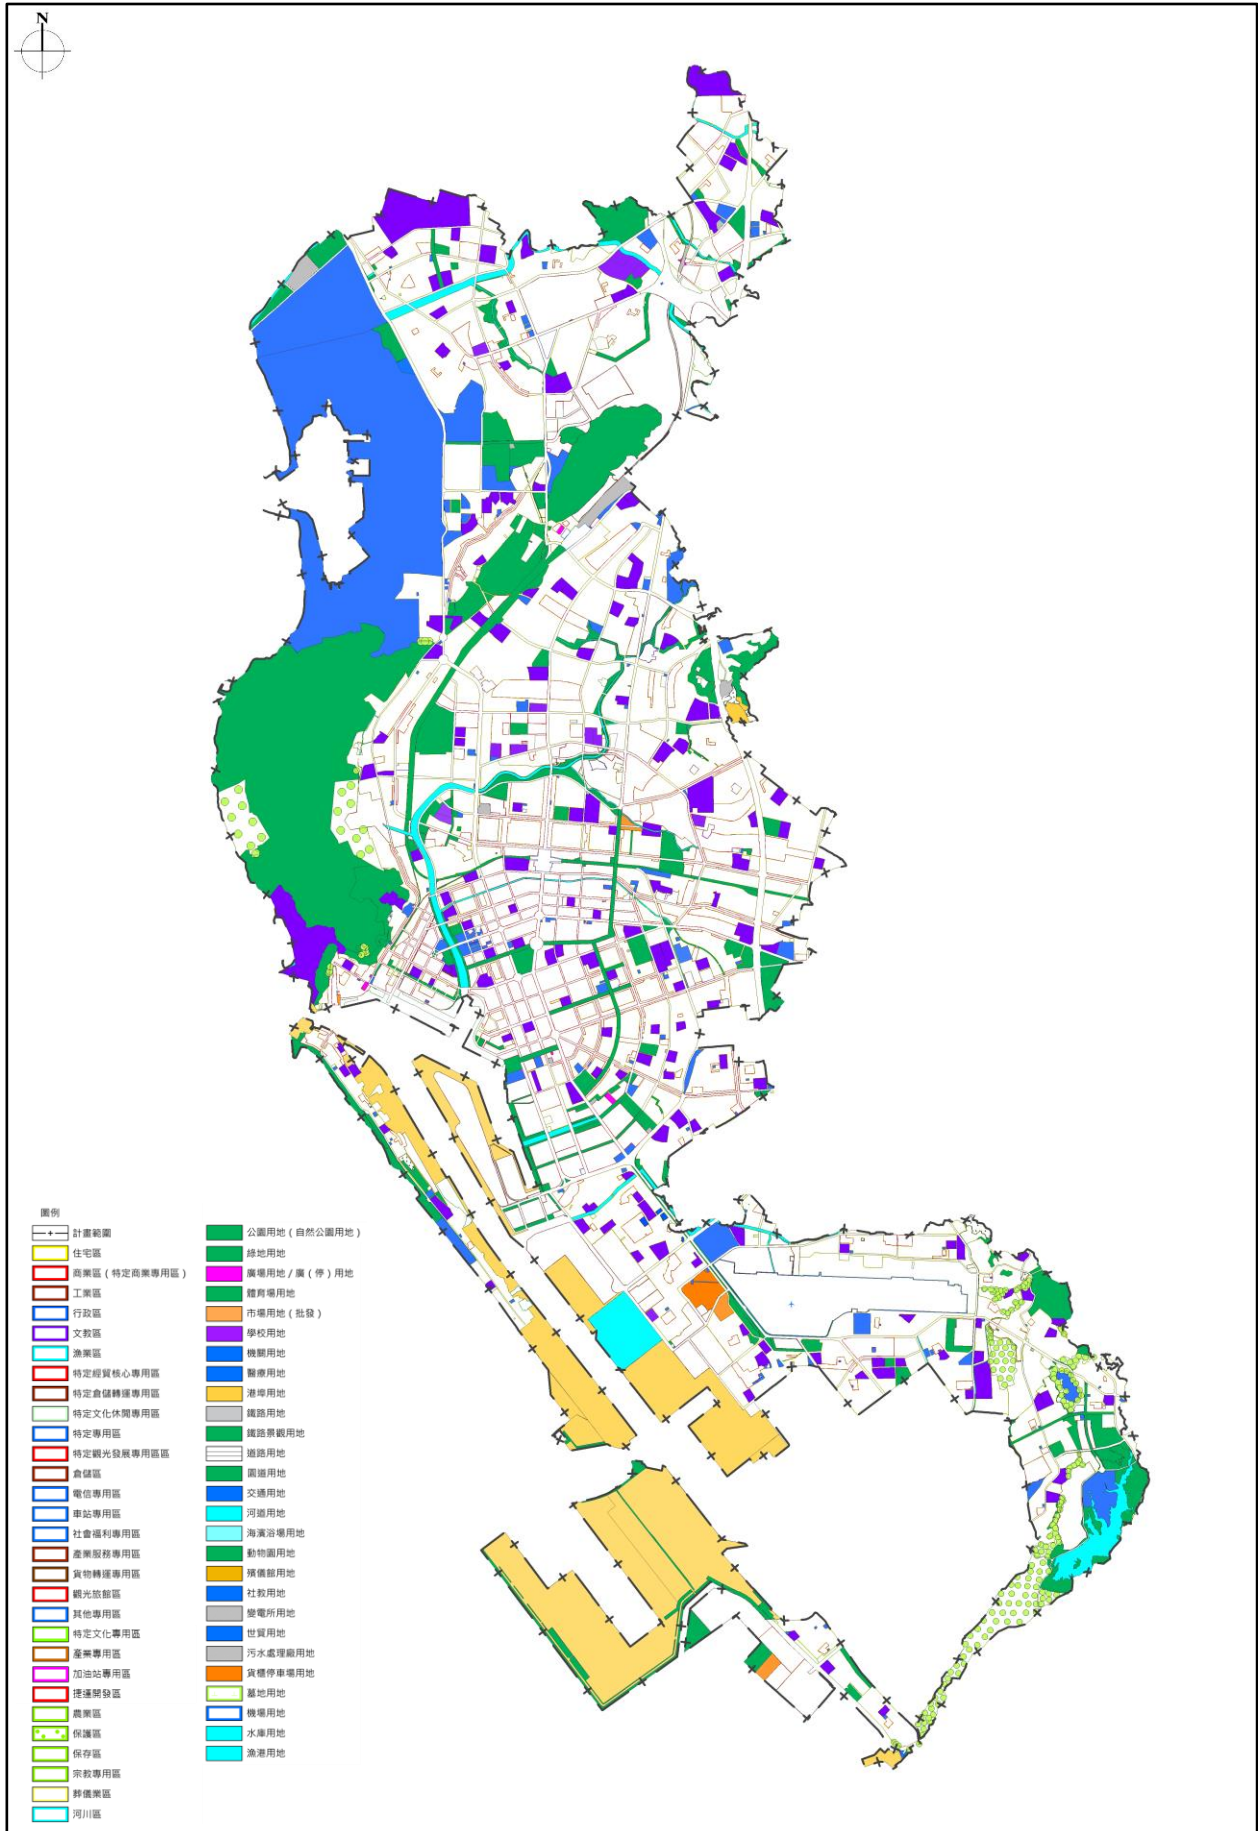 N
圖例
計畫範圍
住宅區
商業區（特定商業專用區）
工業區
行政區
文教區
漁業區
特定經貿核心專用區
特定倉儲轉運專用區
特定文化休閒專用區
特定專用區
特定觀光發展專用區區
倉儲區
電信專用區
車站專用區
社會福利專用區
產業服務專用區
貨物轉運專用區
觀光旅館區
其他專用區
特定文化專用區
產業專用區
加油站專用區
捷運開發區
農業區
保護區
保存區
宗教專用區
葬儀業區
河川區
公園用地（自然公園用地）
綠地用地
廣場用地／廣（停）用地
體育場用地
市場用地（批發）
學校用地
機關用地
醫療用地
港埠用地
鐵路用地
鐵路景觀用地
道路用地
園道用地
交通用地
河道用地
海濱浴場用地
動物園用地
殯儀館用地
社教用地
變電所用地
世貿用地
污水處理廠用地
貨櫃停車場用地
墓地用地
機場用地
水庫用地
漁港用地